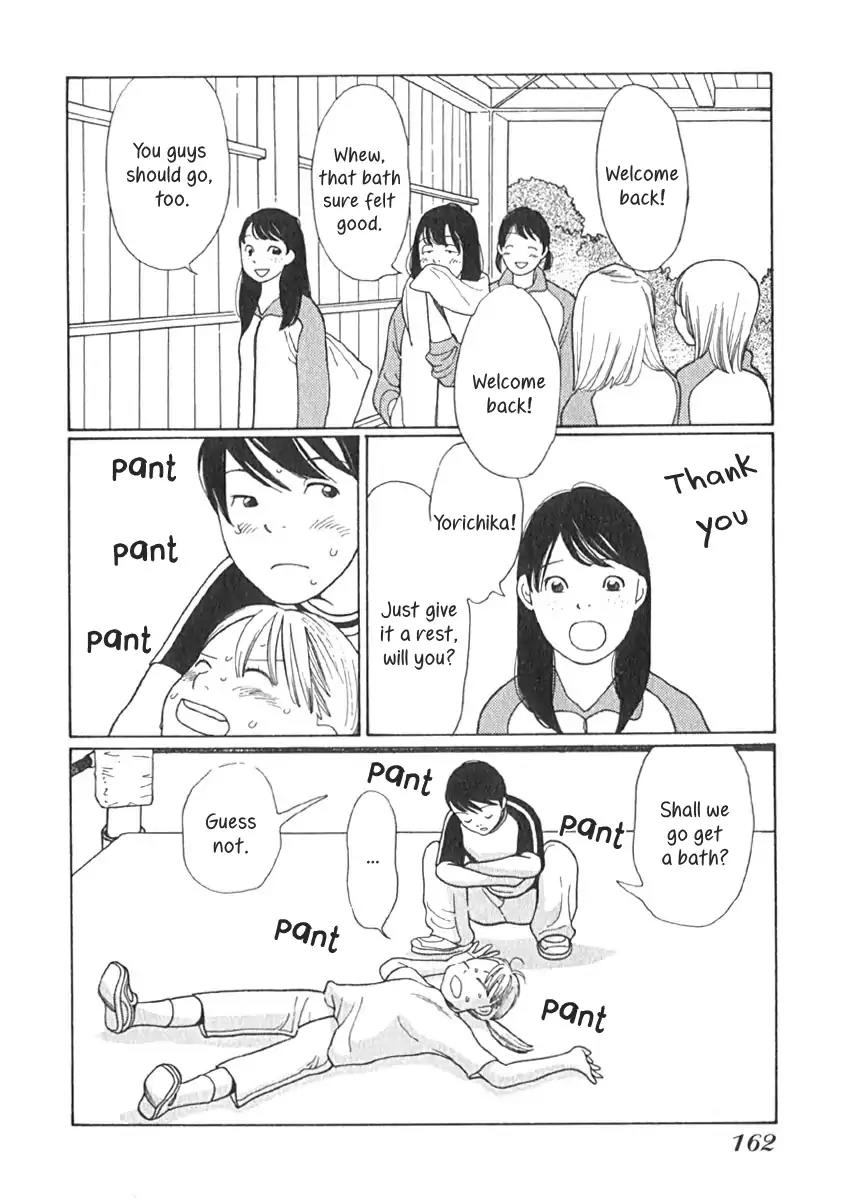 Welcome
back!
Whew,
that bath
sure felt
good.
You guys
should go,
too.
Welcome
back!
Thank
you
Yorichika!
Just give
it a rest,
will you?
pant
pant
pant
Shall we
go get
a bath?
pant
pant
...
Guess
not.
pant
pant
162